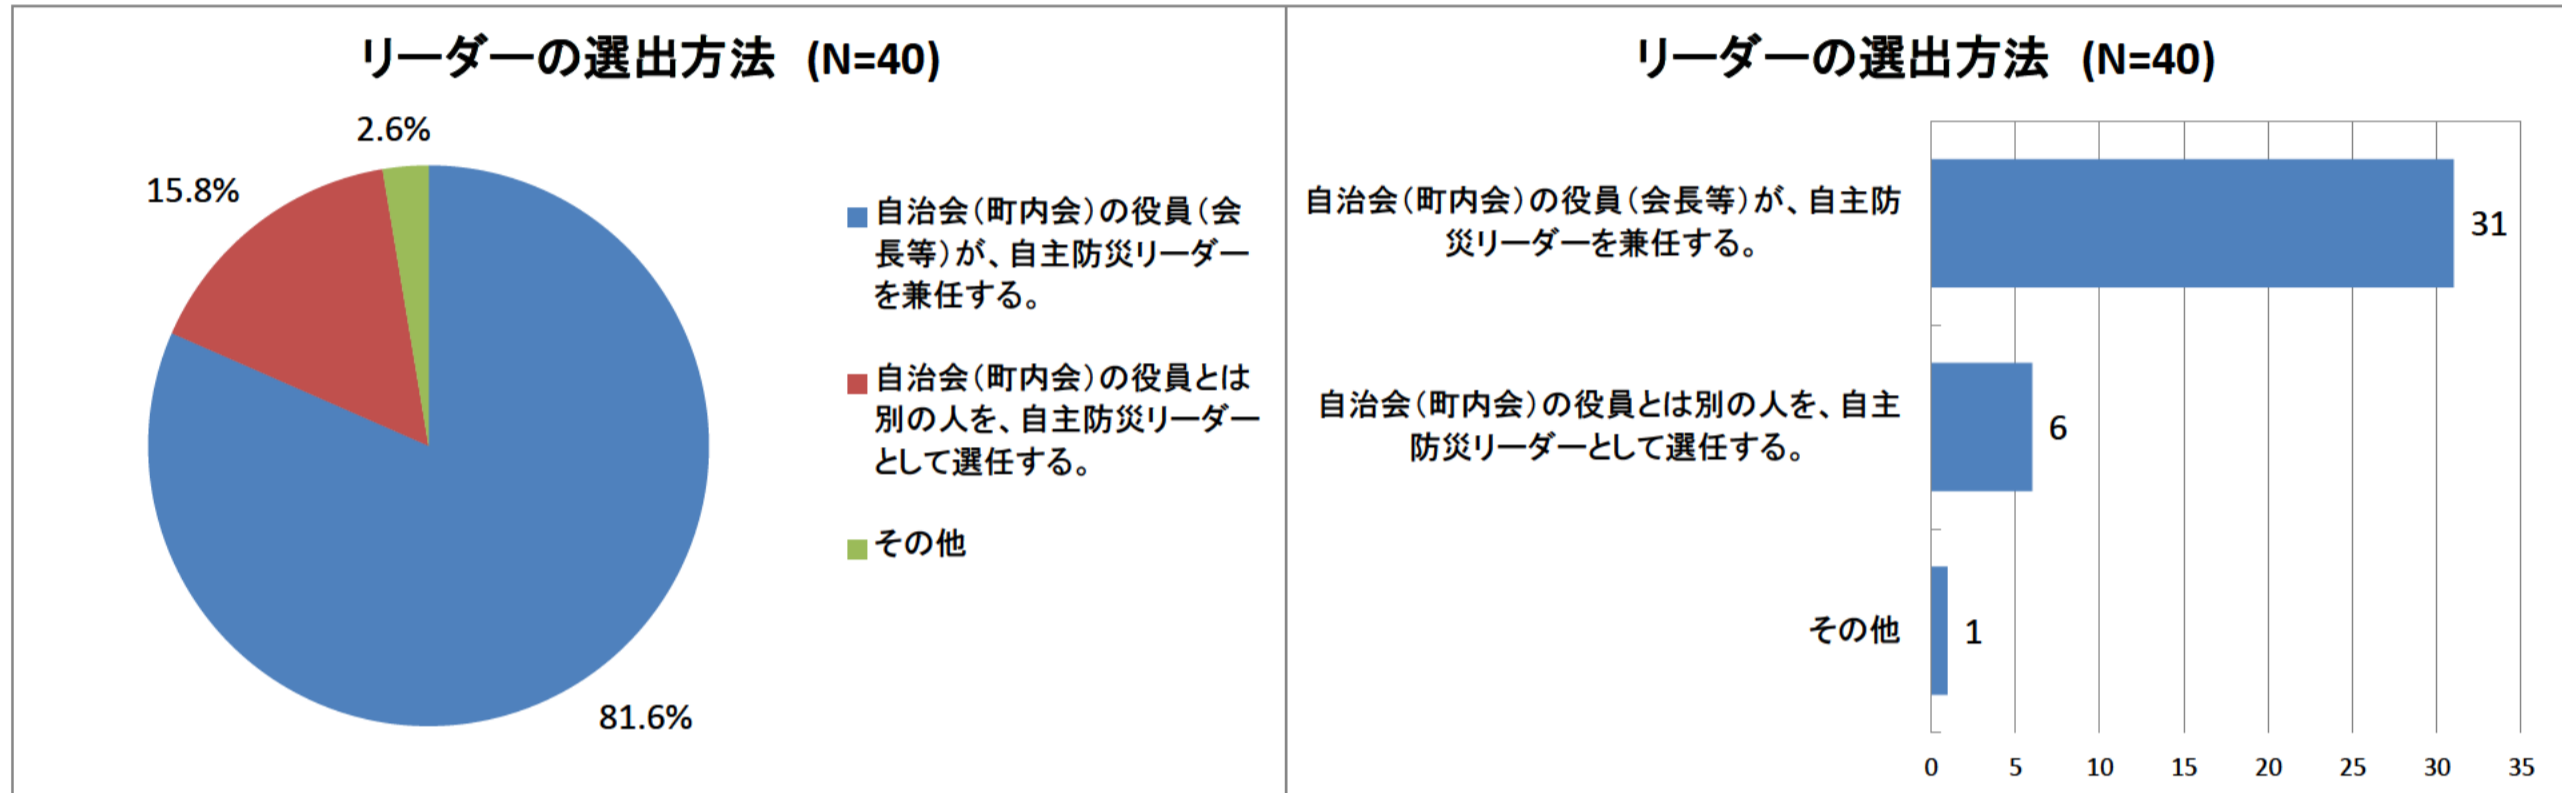 リーダーの選出方法 (N=40)
2.6%
15.8%
81.6%
自治会(町内会)の役員(会
長等)が、自主防災リーダー
を兼任する。
自治会(町内会)の役員とは
別の人を、自主防災リーダー
として選任する。
その他
リーダーの選出方法 (N=40)
自治会(町内会)の役員(会長等)が、自主防
災リーダーを兼任する。
31
自治会(町内会)の役員とは別の人を、自主
防災リーダーとして選任する。
6
その他
1
0 5 10 15 20 25 30 35